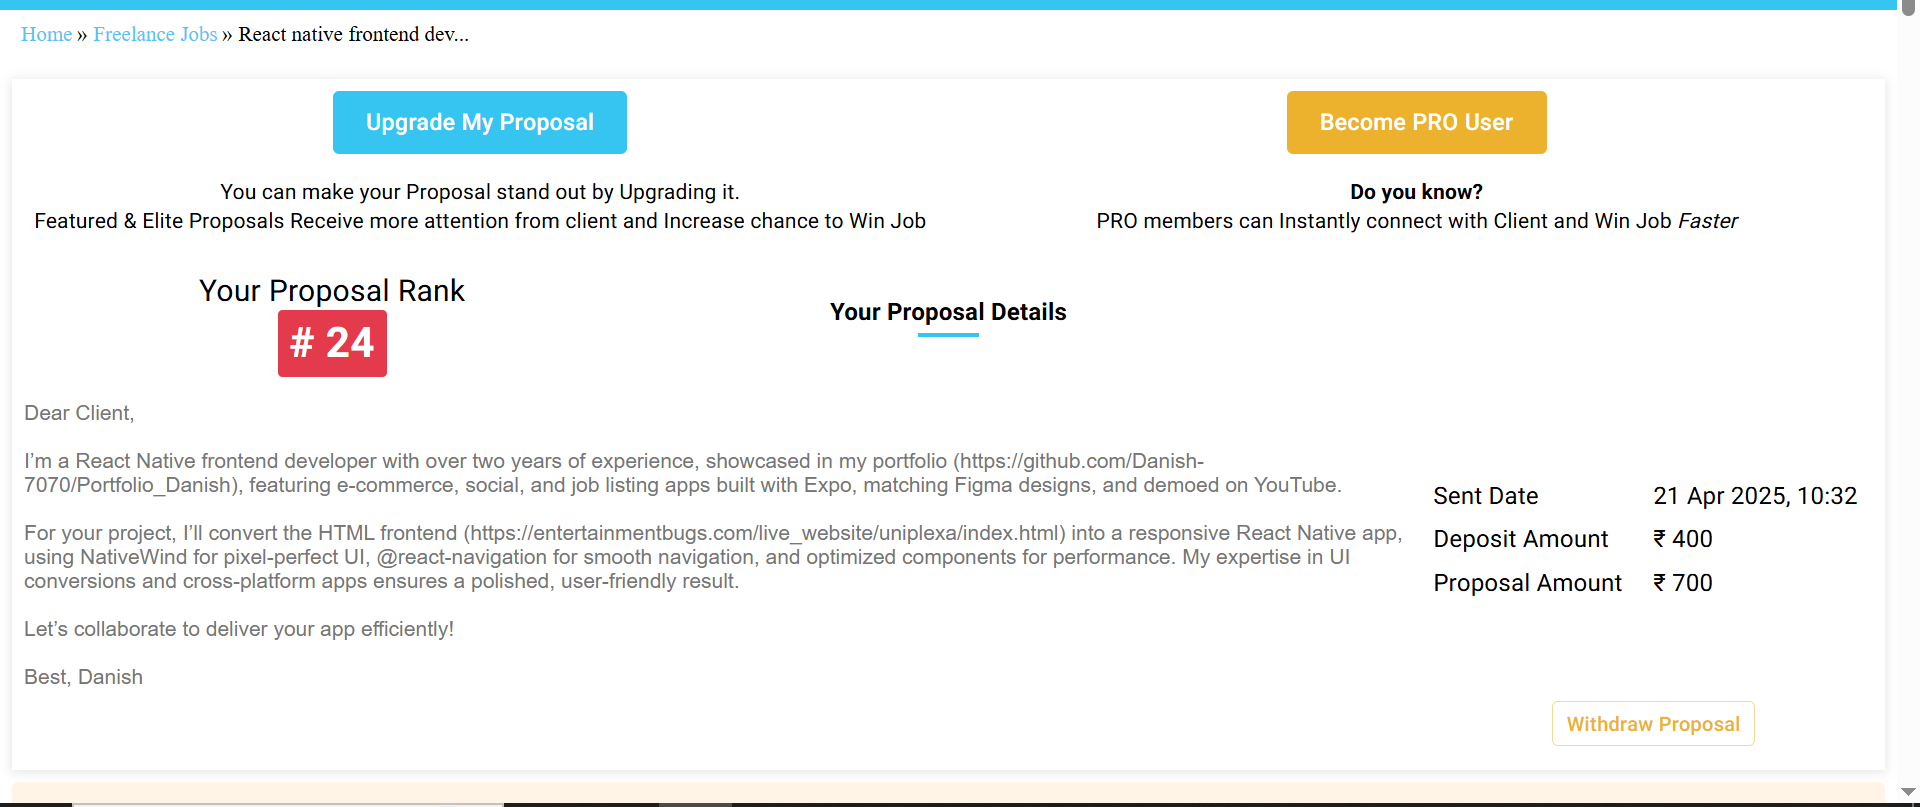 Home » Freelance Jobs » React native frontend dev...
Upgrade My Proposal
Become PRO User
You can make your Proposal stand out by Upgrading it.
Featured & Elite Proposals Receive more attention from client and Increase chance to Win Job
Do you know?
PRO members can Instantly connect with Client and Win Job Faster
Your Proposal Rank
# 24
Your Proposal Details
Dear Client,
I’m a React Native frontend developer with over two years of experience, showcased in my portfolio (https://github.com/Danish-
7070/Portfolio_Danish), featuring e-commerce, social, and job listing apps built with Expo, matching Figma designs, and demoed on YouTube.
For your project, I’ll convert the HTML frontend (https://entertainmentbugs.com/live_website/uniplexa/index.html) into a responsive React Native app,
using NativeWind for pixel-perfect UI, @react-navigation for smooth navigation, and optimized components for performance. My expertise in UI
conversions and cross-platform apps ensures a polished, user-friendly result.
Let’s collaborate to deliver your app efficiently!
Best, Danish
Sent Date 21 Apr 2025, 10:32
Deposit Amount ₹ 400
Proposal Amount ₹ 700
Withdraw Proposal